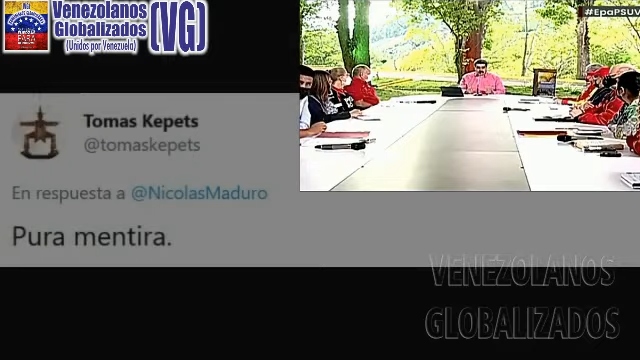 Venezolanos
Globalizados
(Unidos por Venezuela)
(VG)
#EpaPSUV
Tomas Kepets
@tomaskepets
En respuesta a @NicolasMaduro
Pura mentira.
VENEZOLANOS
GLOBALIZADOS